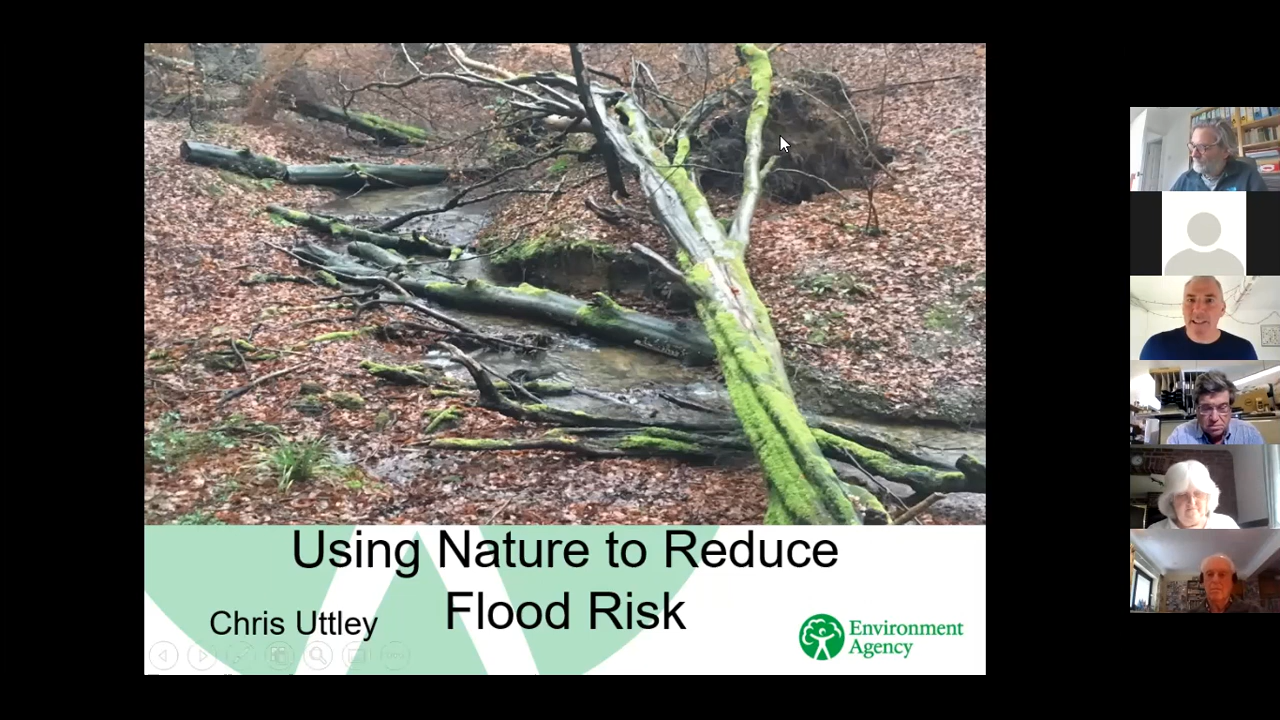 Using Nature to Reduce
Flood Risk
Chris Uttley
Environment
Agency